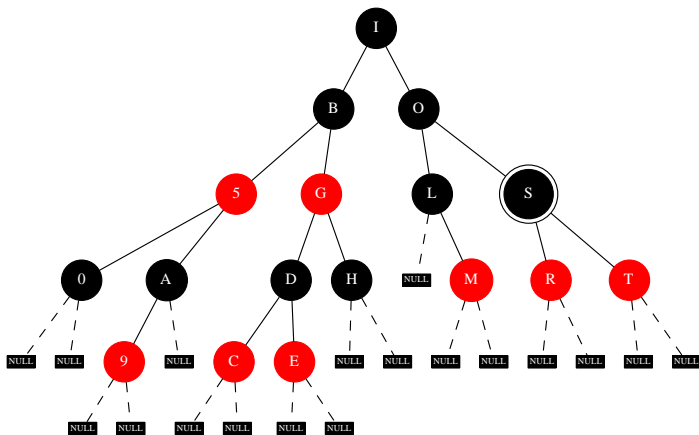 I
B O
5 G L S
0 A D H NULL M R T
NULL NULL 9 NULL C E NULL NULL NULL NULL NULL NULL NULL NULL
NULL NULL NULL NULL NULL NULL